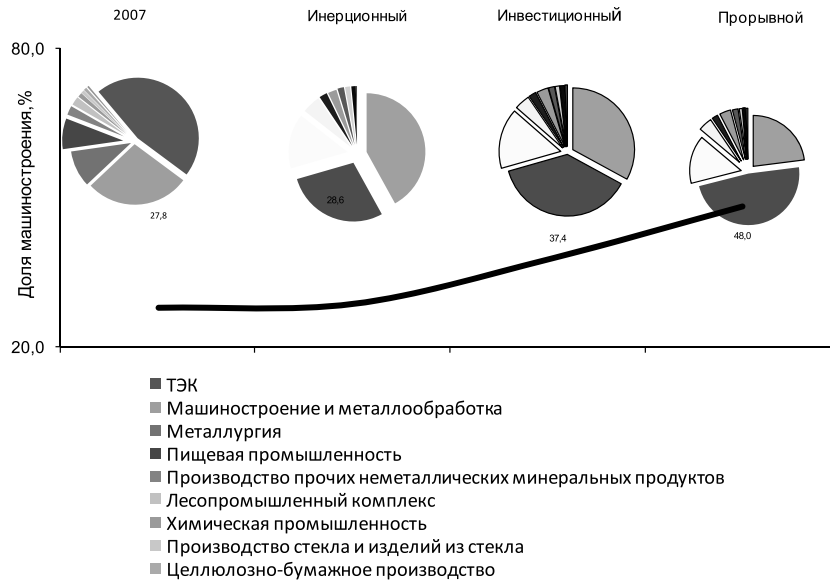 2007 Инерционный Инвестиционный Прорывной
80,0
Доля машиностроения,%
27,8 28,6 37,4 48,0
20,0
ТЭК
Машиностроение и металлообработка
Металлургия
Пищевая промышленность
Производство прочих неметаллических минеральных продуктов
Лесопромышленный комплекс
Химическая промышленность
Производство стекла и изделий из стекла
Целлюлозно-бумажное производство